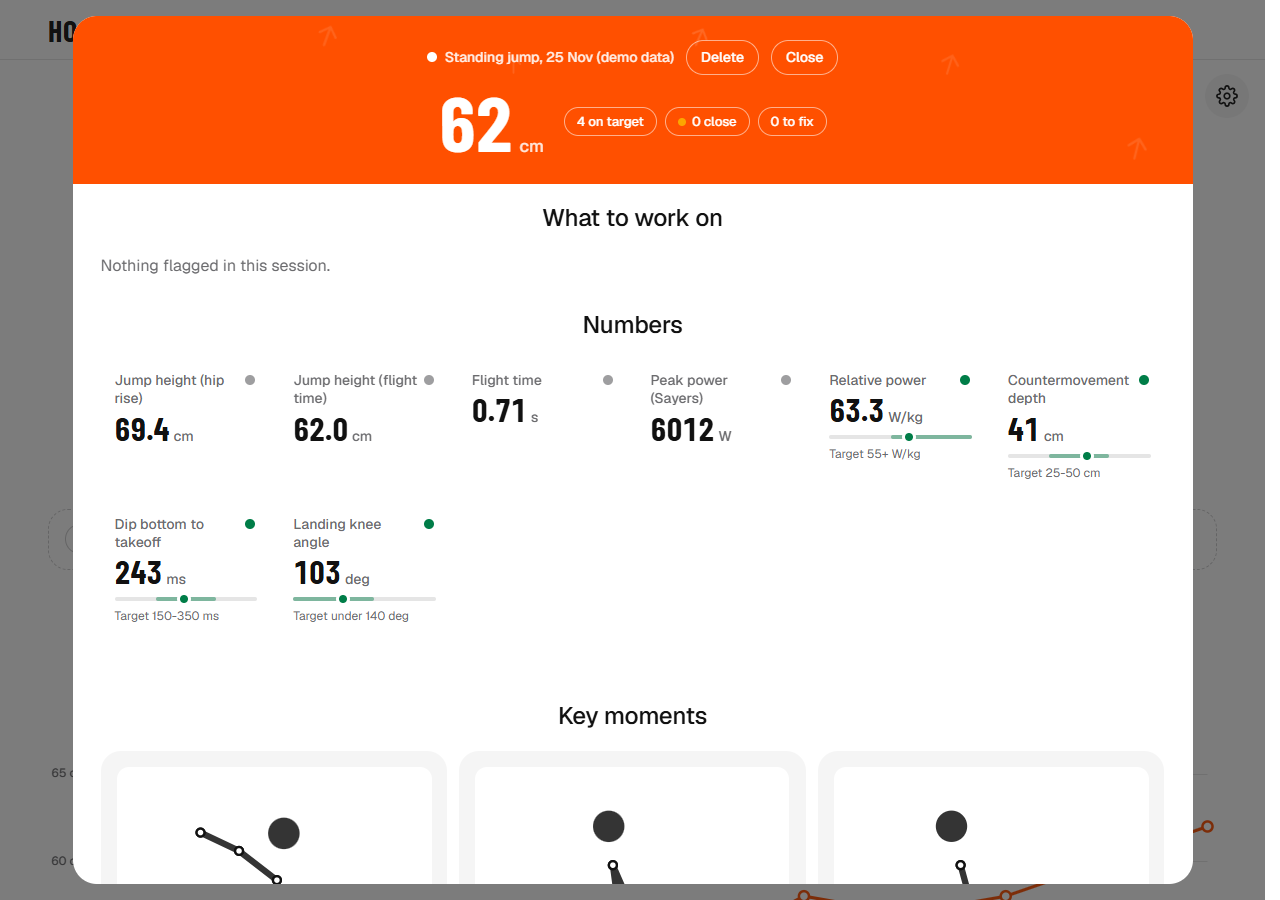 HO
Standing jump, 25 Nov (demo data)
Delete
Close
62 cm
4 on target
0 close
0 to fix
What to work on
Nothing flagged in this session.
Numbers
Jump height (hip
rise)
69.4 cm
Jump height (flight
time)
62.0 cm
Flight time
0.71 s
Peak power
(Sayers)
6012 W
Relative power
63.3 W/kg
Target 55+ W/kg
Countermovement
depth
41 cm
Target 25-50 cm
Dip bottom to
takeoff
243 ms
Target 150-350 ms
Landing knee
angle
103 deg
Target under 140 deg
Key moments
65 c
60 c